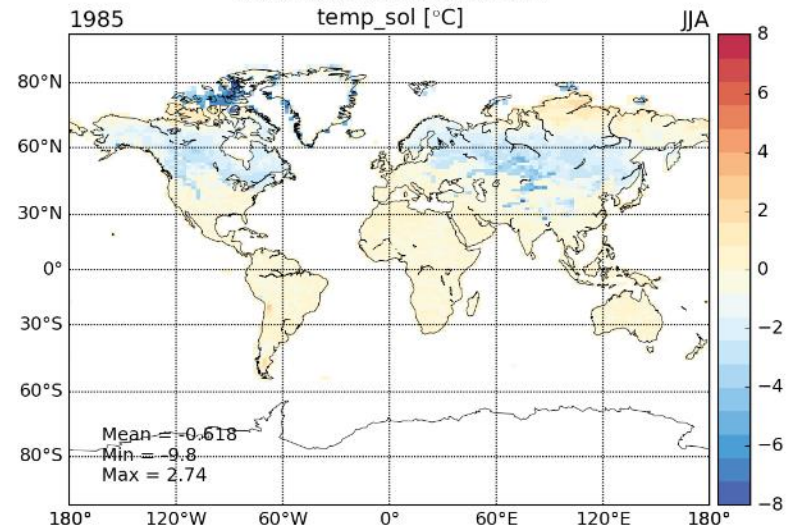 1985 temp_sol [°C] JJA
80°N
60°N
30°N
0°
30°S
60°S
80°S
Mean = -0.618
Min = -9.8
Max = 2.74
180° 120°W 60°W 0° 60°E 120°E 180°
8
6
4
2
0
−2
−4
−6
−8